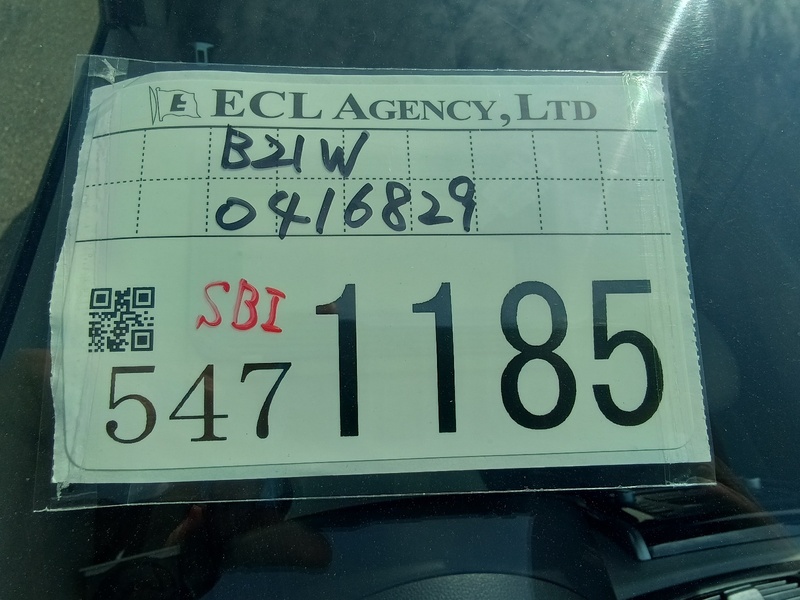 E ECL AGENCY, LTD
B21W
0416829
SBI
547 1185